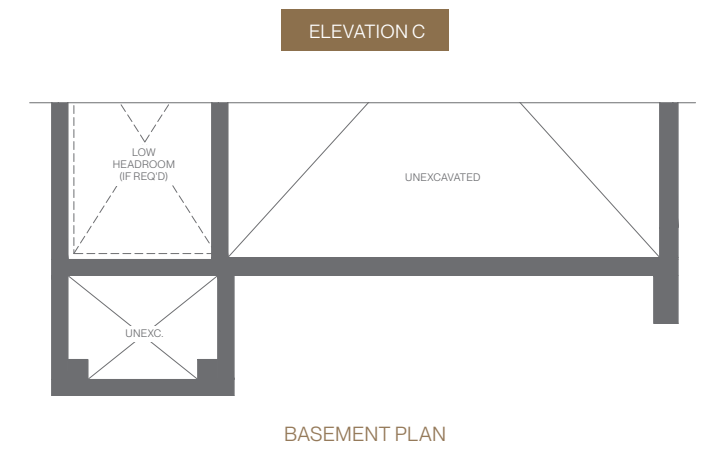 ELEVATION C
LOW
HEADROOM
(IF REQ'D)
UNEXCAVATED
UNEXC.
BASEMENT PLAN